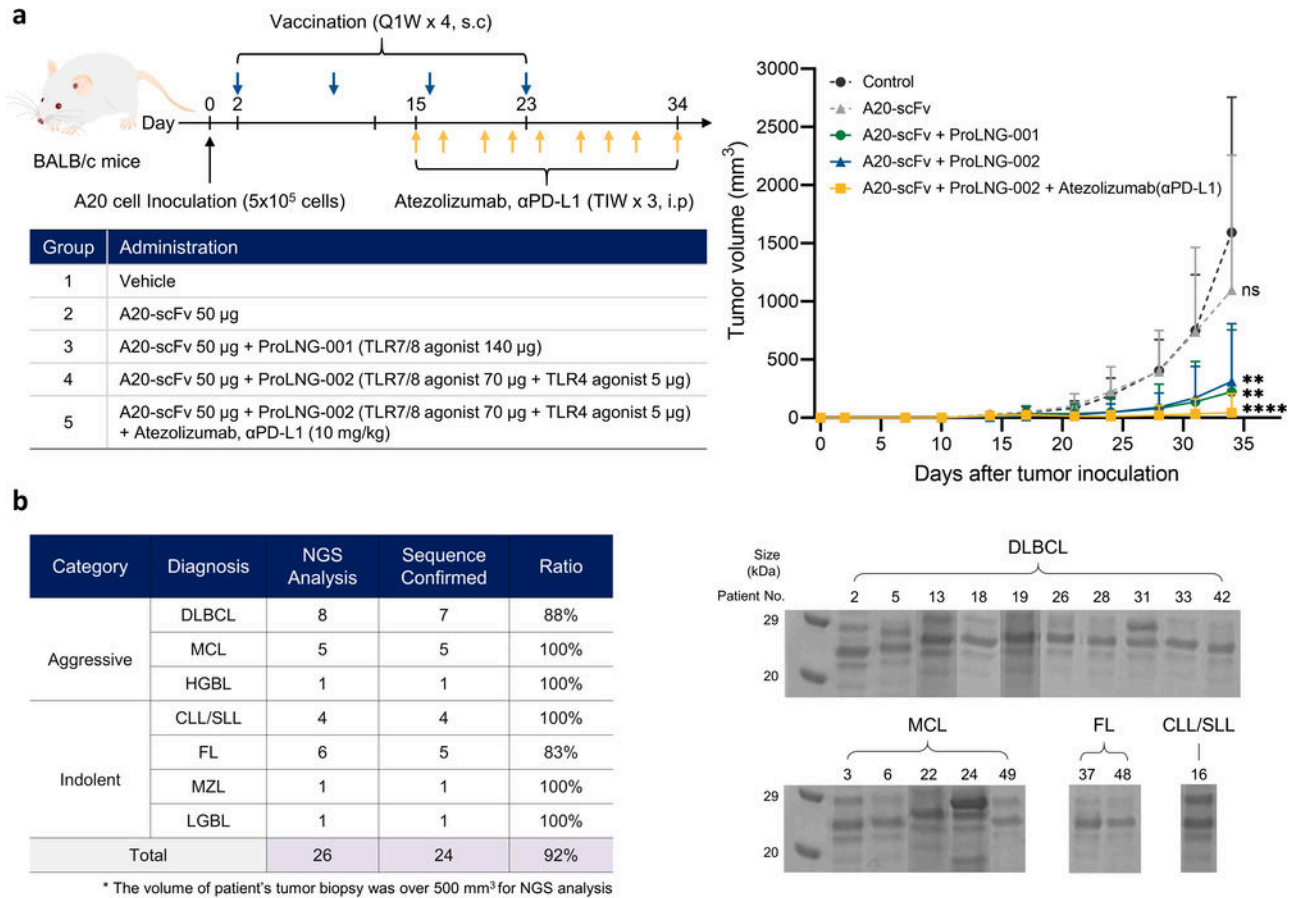 a
Vaccination (Q1W x 4, s.c)
0 2 15 23 34
Day
BALB/c mice
A20 cell Inoculation (5x10⁵ cells)
Atezolizumab, αPD-L1 (TIW x 3, i.p)
Group Administration
1 Vehicle
2 A20-scFv 50 μg
3 A20-scFv 50 μg + ProLNG-001 (TLR7/8 agonist 140 μg)
4 A20-scFv 50 μg + ProLNG-002 (TLR7/8 agonist 70 μg + TLR4 agonist 5 μg)
5 A20-scFv 50 μg + ProLNG-002 (TLR7/8 agonist 70 μg + TLR4 agonist 5 μg)
+ Atezolizumab, αPD-L1 (10 mg/kg)
Tumor volume (mm³)
3000
2500
2000
1500
1000
500
0
Control
A20-scFv
A20-scFv + ProLNG-001
A20-scFv + ProLNG-002
A20-scFv + ProLNG-002 + Atezolizumab(αPD-L1)
ns
**
**
****
0 5 10 15 20 25 30 35
Days after tumor inoculation
b
Category Diagnosis NGS Analysis Sequence Confirmed Ratio
Aggressive
DLBCL 8 7 88%
MCL 5 5 100%
HGBL 1 1 100%
Indolent
CLL/SLL 4 4 100%
FL 6 5 83%
MZL 1 1 100%
LGBL 1 1 100%
Total 26 24 92%
* The volume of patient's tumor biopsy was over 500 mm³ for NGS analysis
DLBCL
Size
(kDa)
Patient No. 2 5 13 18 19 26 28 31 33 42
29
20
MCL
3 6 22 24 49
29
20
FL
37 48
CLL/SLL
16